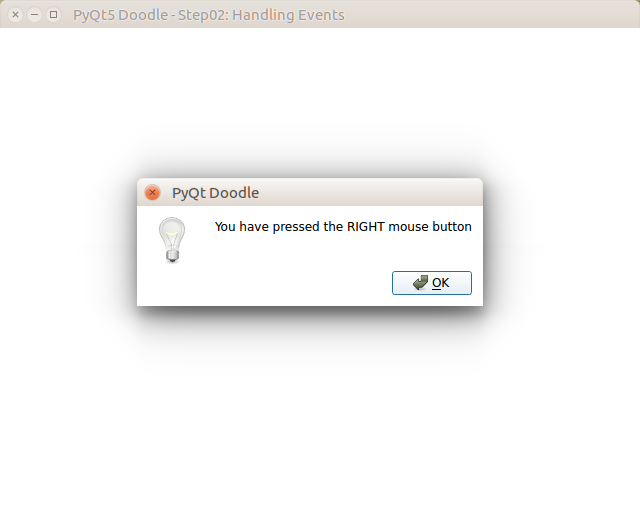 PyQt5 Doodle - Step02: Handling Events
PyQt Doodle
You have pressed the RIGHT mouse button
OK